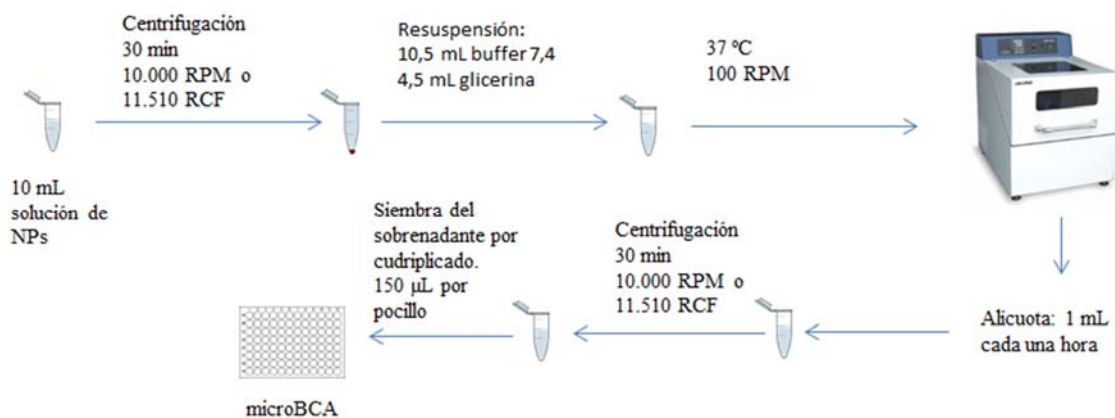 Centrifugación
30 min
10.000 RPM o
11.510 RCF
Resuspensión:
10,5 mL buffer 7,4
4,5 mL glicerina
37 ºC
100 RPM
10 mL
solución de
NPs
Alicuota: 1 mL
cada una hora
Centrifugación
30 min
10.000 RPM o
11.510 RCF
Siembra del
sobrenadante por
cudriplicado.
150 µL por
pocillo
microBCA